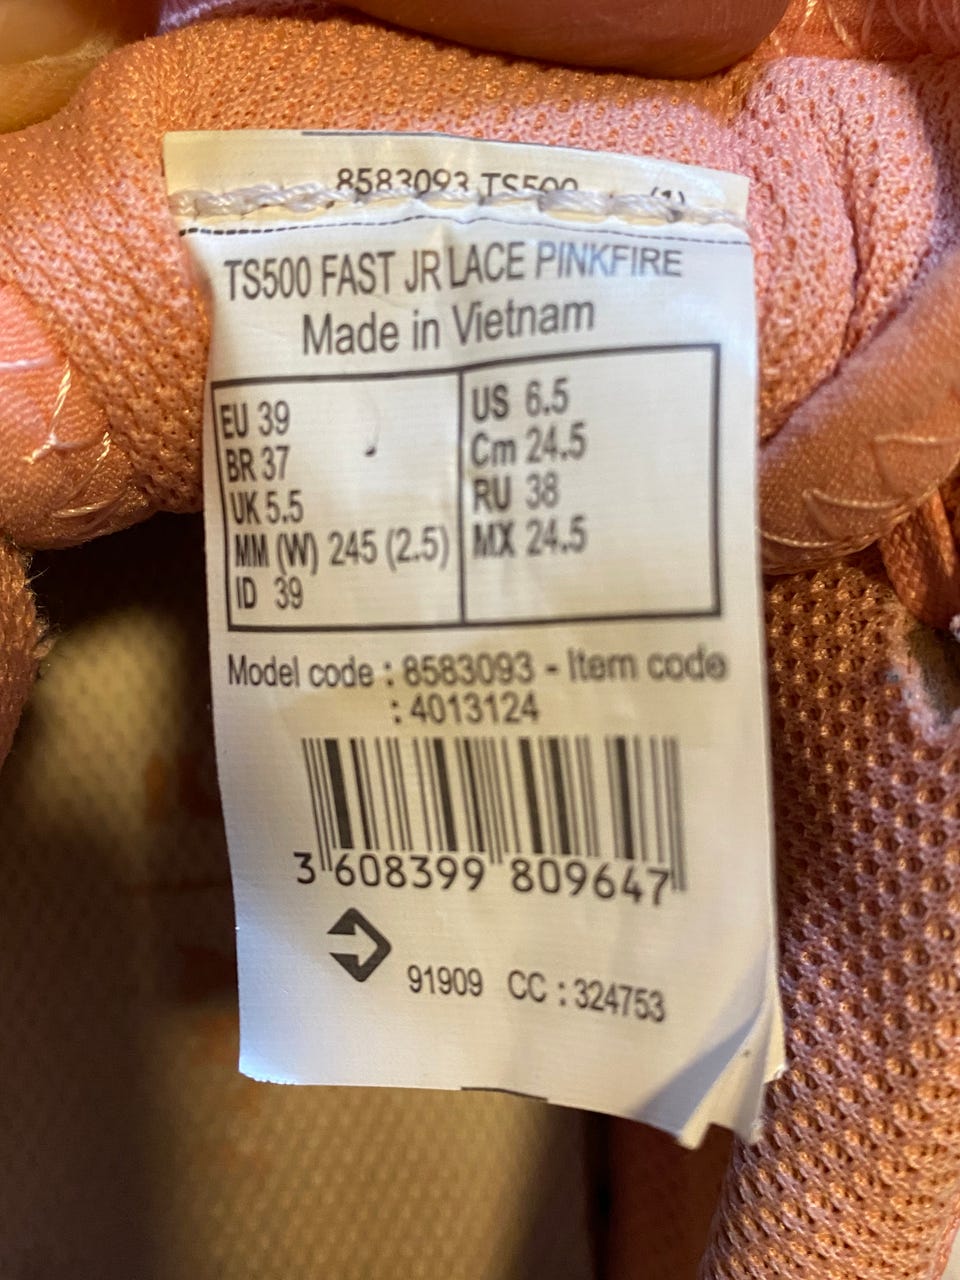 8583093 TS500 (1)
TS500 FAST JR LACE PINKFIRE
Made in Vietnam
EU 39
BR 37
UK 5.5
MM (W) 245 (2.5)
ID 39
US 6.5
Cm 24.5
RU 38
MX 24.5
Model code : 8583093 - Item code
: 4013124
3 608399 809647
91909 CC : 324753